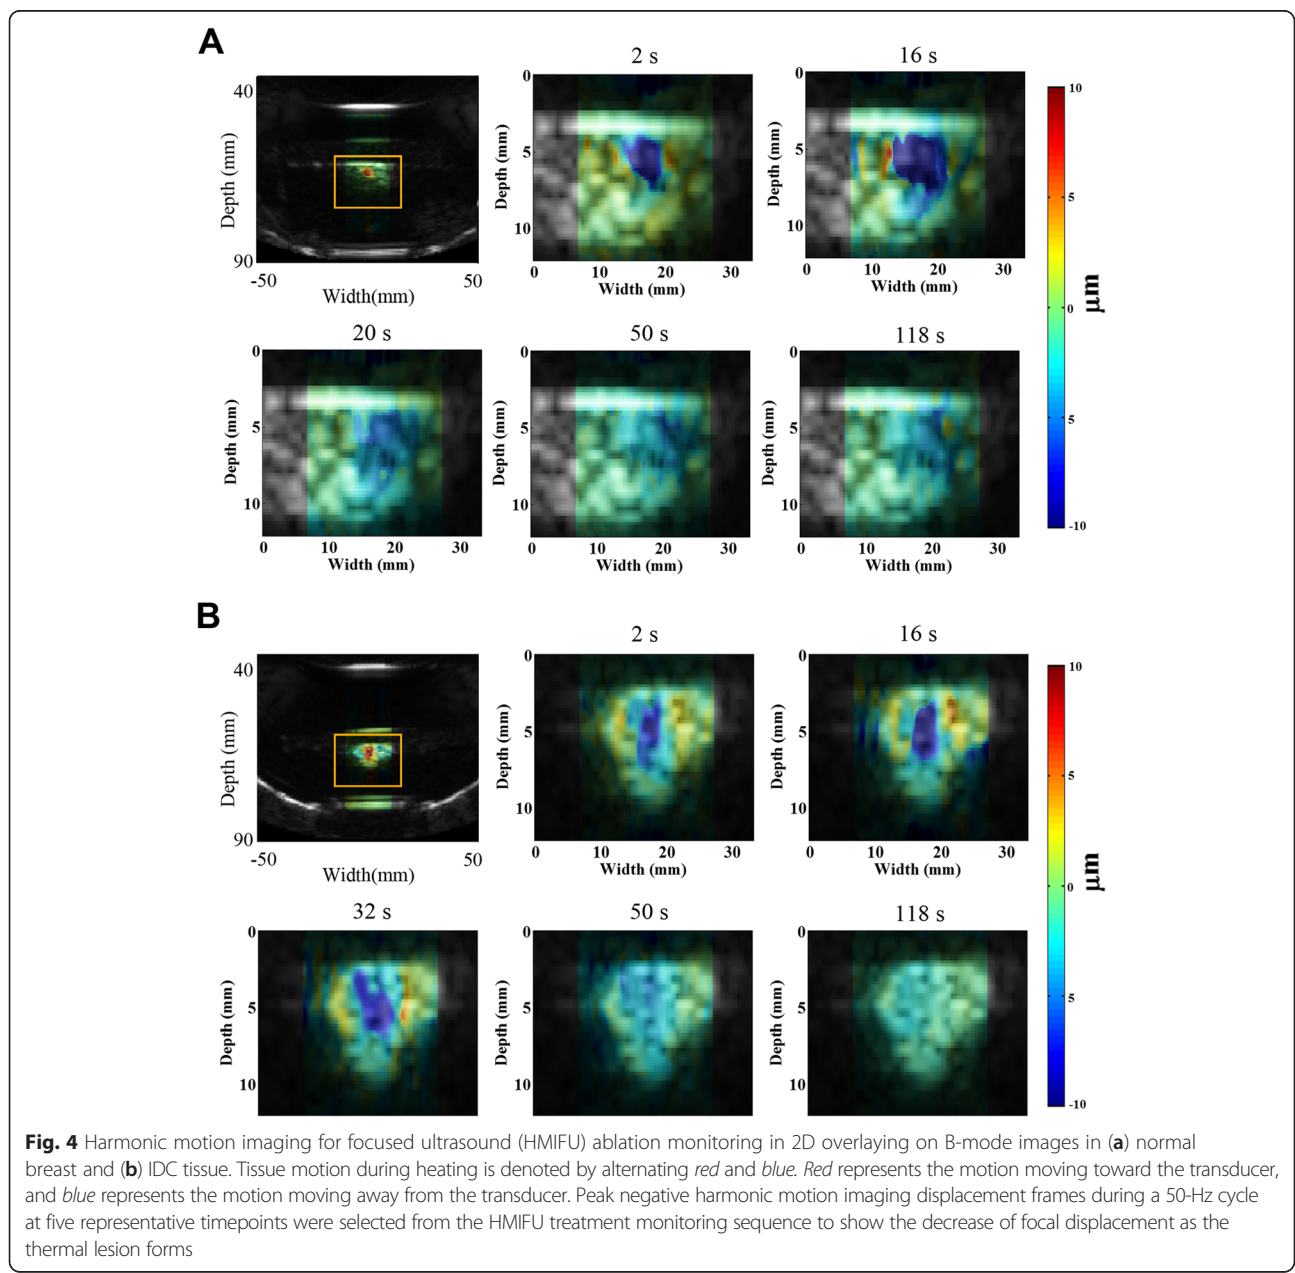 A
2 s
16 s
40
Depth (mm)
90
-50
50
Width(mm)
0
5
10
Depth (mm)
0
10
20
30
Width (mm)
0
5
10
Depth (mm)
0
10
20
30
Width (mm)
10
5
0
5
-10
μm
20 s
50 s
118 s
0
5
10
Depth (mm)
0
10
20
30
Width (mm)
0
5
10
Depth (mm)
0
10
20
30
Width (mm)
0
5
10
Depth (mm)
0
10
20
30
Width (mm)
B
2 s
16 s
40
Depth (mm)
90
-50
50
Width(mm)
0
5
10
Depth (mm)
0
10
20
30
Width (mm)
0
5
10
Depth (mm)
0
10
20
30
Width (mm)
10
5
0
5
-10
μm
32 s
50 s
118 s
0
5
10
Depth (mm)
0
5
10
Depth (mm)
0
5
10
Depth (mm)
Fig. 4 Harmonic motion imaging for focused ultrasound (HMIFU) ablation monitoring in 2D overlaying on B-mode images in (a) normal
breast and (b) IDC tissue. Tissue motion during heating is denoted by alternating red and blue. Red represents the motion moving toward the transducer,
and blue represents the motion moving away from the transducer. Peak negative harmonic motion imaging displacement frames during a 50-Hz cycle
at five representative timepoints were selected from the HMIFU treatment monitoring sequence to show the decrease of focal displacement as the
thermal lesion forms